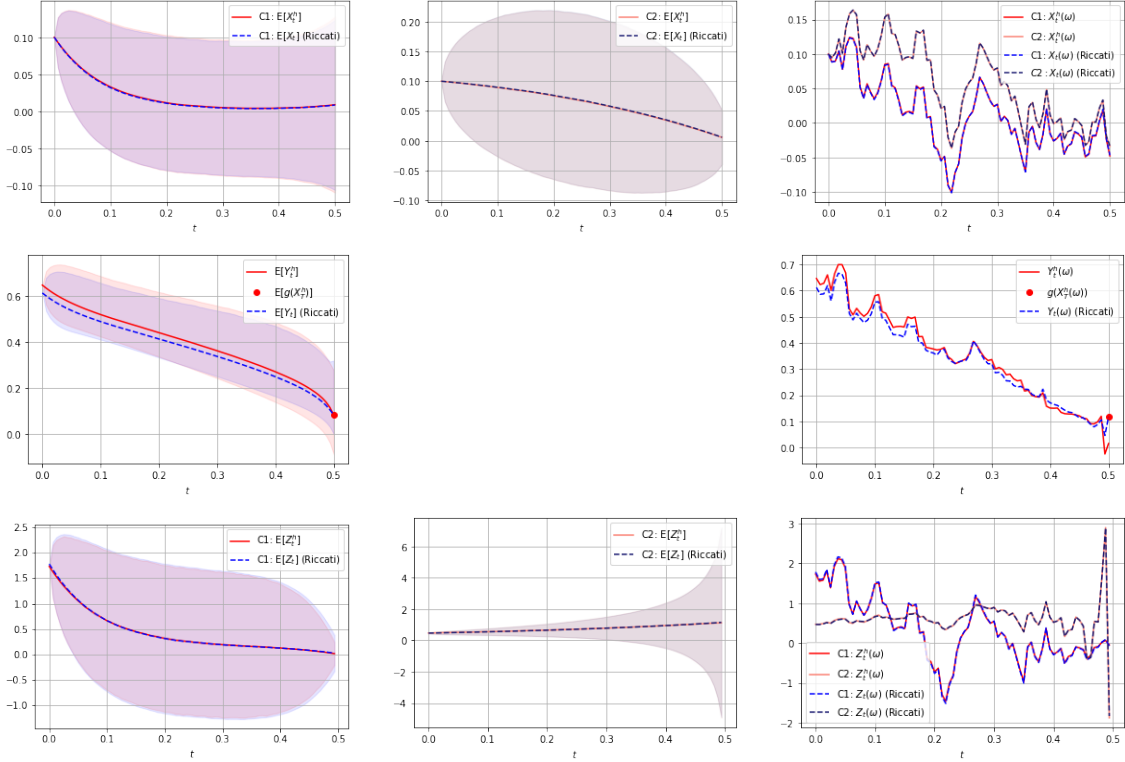 C1: E[X_t^h]
C1: E[X_t] (Riccati)
0.10
0.05
0.00
−0.05
−0.10
0.0 0.1 0.2 0.3 0.4 0.5
t
C2: E[X_t^h]
C2: E[X_t] (Riccati)
0.20
0.15
0.10
0.05
0.00
−0.05
−0.10
0.0 0.1 0.2 0.3 0.4 0.5
t
C1: X_t^h(ω)
C2: X_t^h(ω)
C1: X_t(ω) (Riccati)
C2: X_t(ω) (Riccati)
0.15
0.10
0.05
0.00
−0.05
−0.10
0.0 0.1 0.2 0.3 0.4 0.5
t
E[Y_t^h]
E[g(X_T^h)]
E[Y_t] (Riccati)
0.6
0.4
0.2
0.0
0.0 0.1 0.2 0.3 0.4 0.5
t
Y_t^h(ω)
g(X_T^h(ω))
Y_t(ω) (Riccati)
0.7
0.6
0.5
0.4
0.3
0.2
0.1
0.0
0.0 0.1 0.2 0.3 0.4 0.5
t
C1: E[Z_t^h]
C1: E[Z_t] (Riccati)
2.5
2.0
1.5
1.0
0.5
0.0
−0.5
−1.0
0.0 0.1 0.2 0.3 0.4 0.5
t
C2: E[Z_t^h]
C2: E[Z_t] (Riccati)
6
4
2
0
−2
−4
0.0 0.1 0.2 0.3 0.4 0.5
t
3
2
1
0
−1
−2
C1: Z_t^h(ω)
C2: Z_t^h(ω)
C1: Z_t(ω) (Riccati)
C2: Z_t(ω) (Riccati)
0.0 0.1 0.2 0.3 0.4 0.5
t